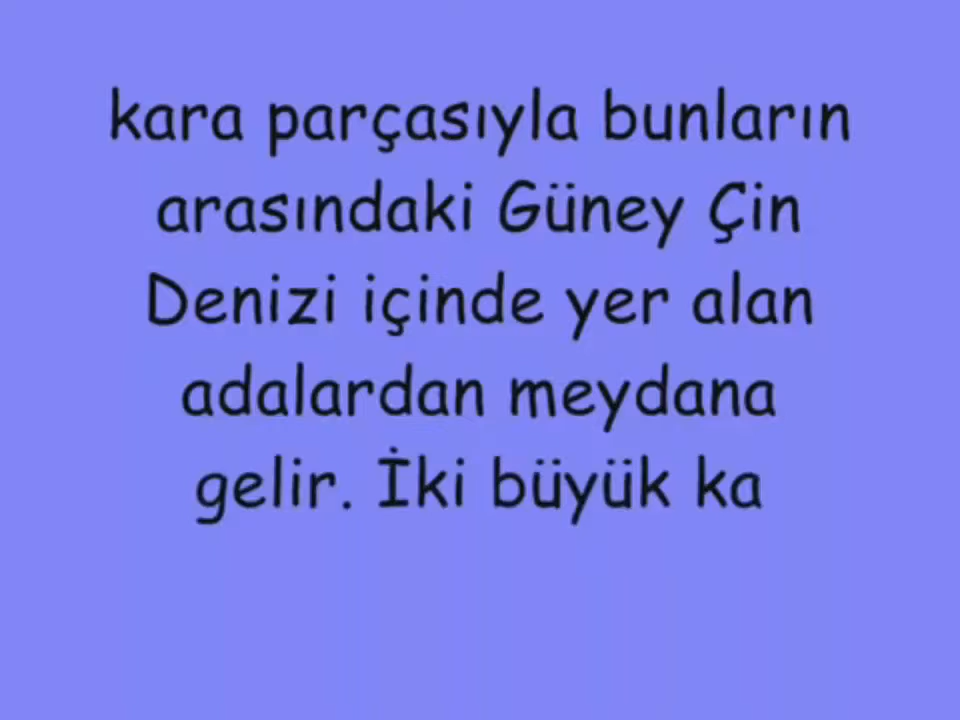 kara parçasıyla bunların
arasındaki Güney Çin
Denizi içinde yer alan
adalardan meydana
gelir. İki büyük ka